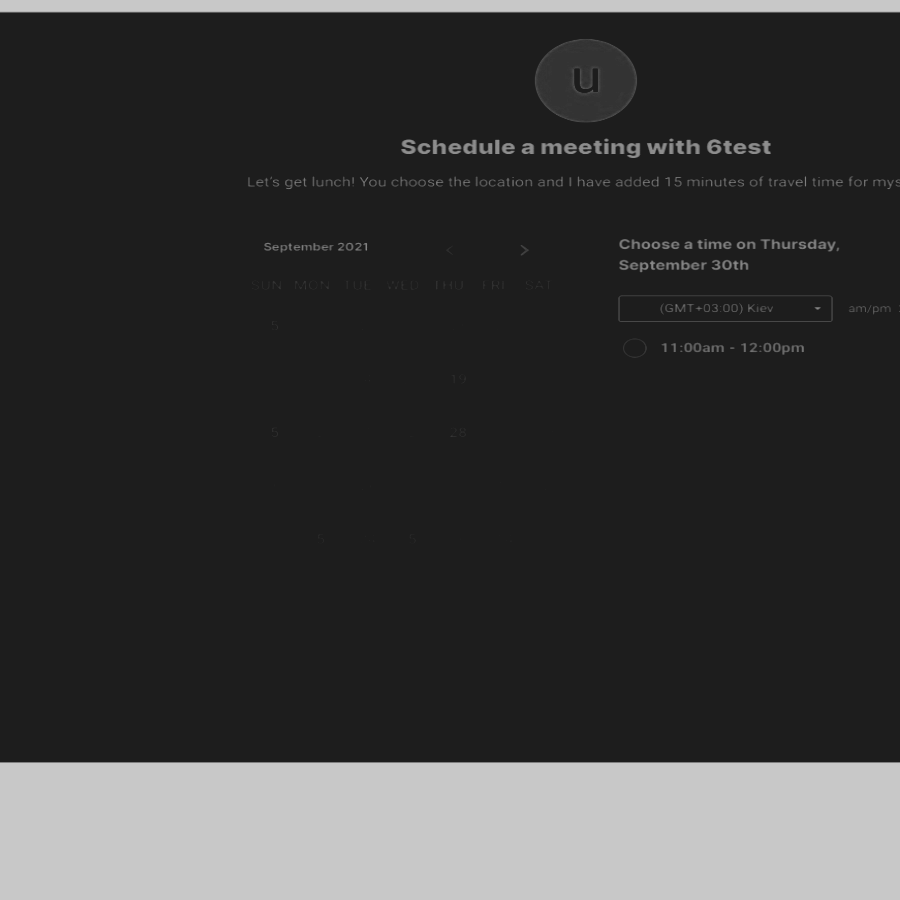 u
Schedule a meeting with 6test
Let's get lunch! You choose the location and I have added 15 minutes of travel time for mys
September 2021 < >
SUN MON TUE WED THU FRI SAT
5
19
5 28
5 5
Choose a time on Thursday,
September 30th
(GMT+03:00) Kiev am/pm
11:00am - 12:00pm